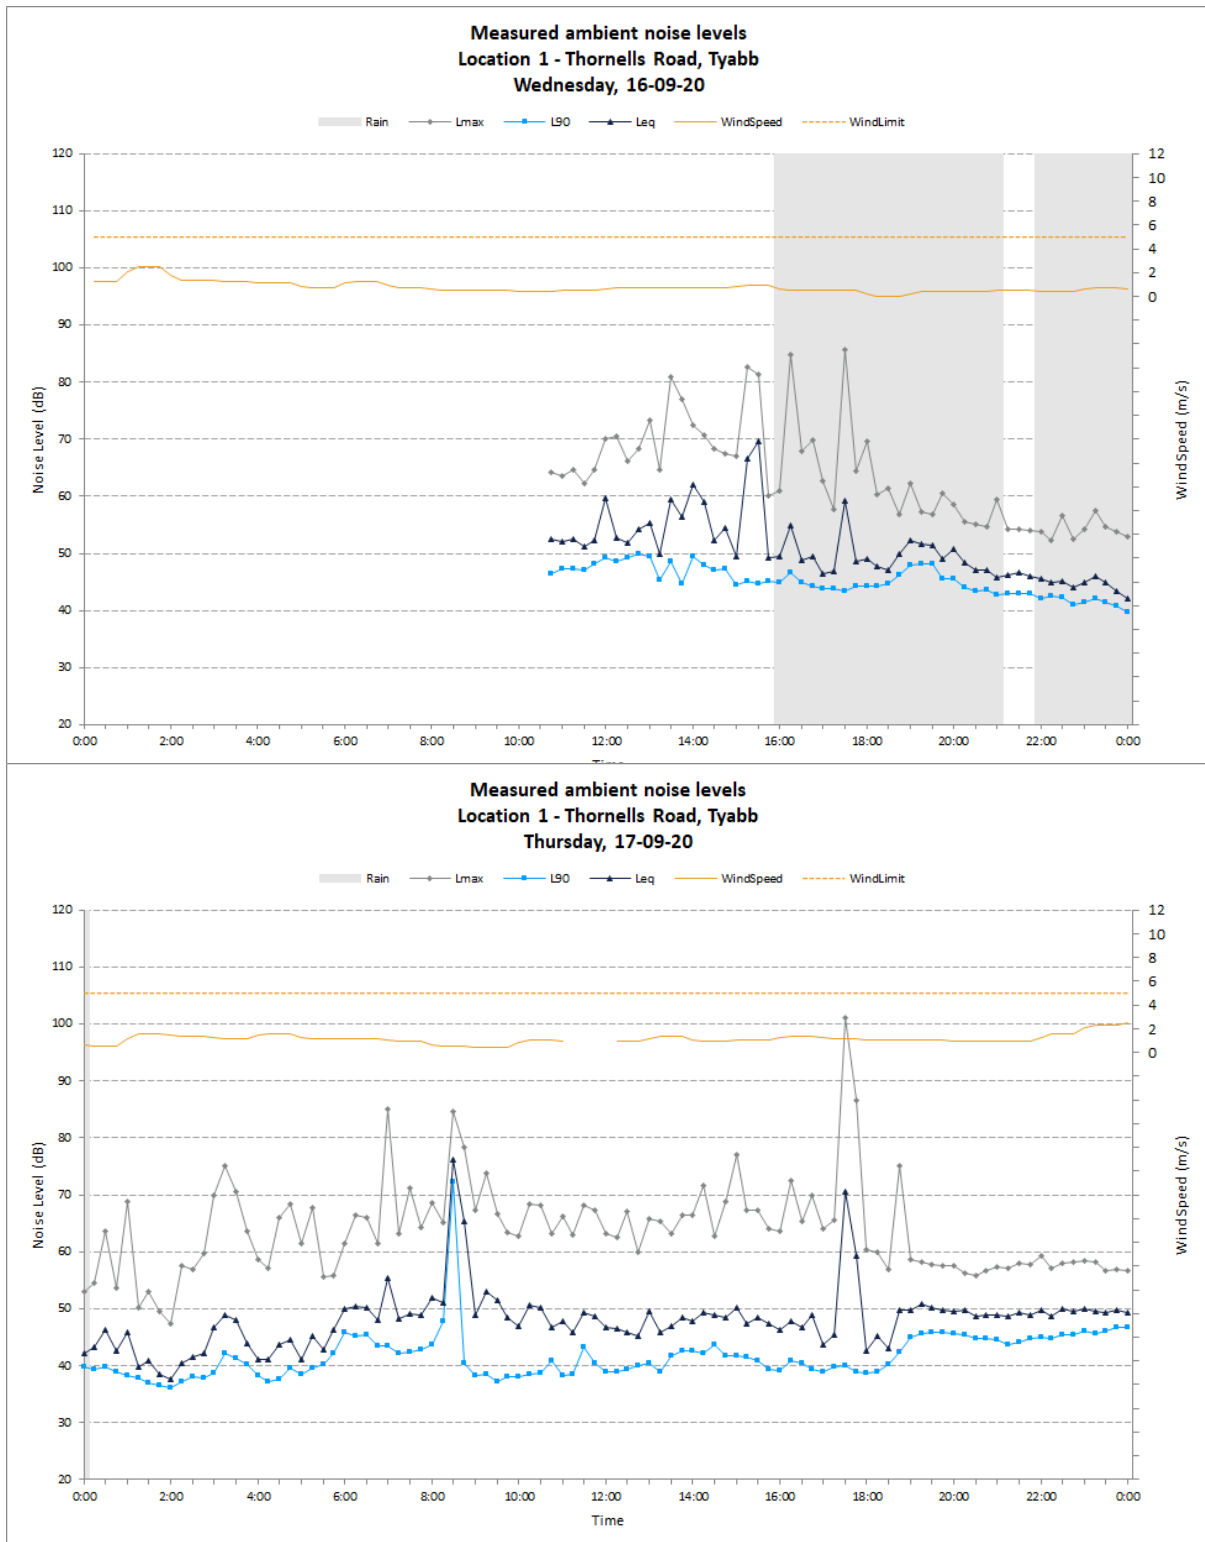 Measured ambient noise levels
Location 1 - Thornells Road, Tyabb
Wednesday, 16-09-20
Rain Lmax L90 Leq WindSpeed WindLimit
120 12
10
110 8
6
4
100 2
0
90
80
70
60
50
40
30
20
Noise Level (dB)
WindSpeed (m/s)
0:00 2:00 4:00 6:00 8:00 10:00 12:00 14:00 16:00 18:00 20:00 22:00 0:00
Time
Measured ambient noise levels
Location 1 - Thornells Road, Tyabb
Thursday, 17-09-20
Rain Lmax L90 Leq WindSpeed WindLimit
120 12
10
110 8
6
4
100 2
0
90
80
70
60
50
40
30
20
Noise Level (dB)
WindSpeed (m/s)
0:00 2:00 4:00 6:00 8:00 10:00 12:00 14:00 16:00 18:00 20:00 22:00 0:00
Time